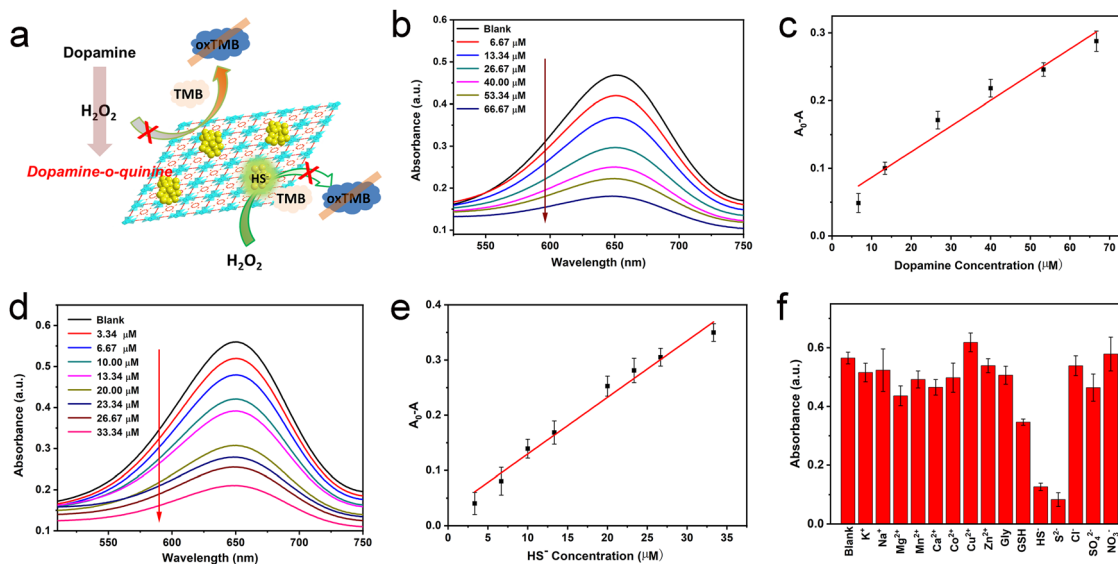 a
Dopamine
oxTMB
TMB
H₂O₂
Dopamine-o-quinine
HS⁻
TMB
oxTMB
H₂O₂
b
Absorbance (a.u.)
0.6
0.5
0.4
0.3
0.2
0.1
Blank
6.67 μM
13.34 μM
26.67 μM
40.00 μM
53.34 μM
66.67 μM
550 600 650 700 750
Wavelength (nm)
c
A₀-A
0.3
0.2
0.1
0.0
0 10 20 30 40 50 60 70
Dopamine Concentration (μM)
d
Absorbance (a.u.)
0.6
0.5
0.4
0.3
0.2
0.1
Blank
3.34 μM
6.67 μM
10.00 μM
13.34 μM
20.00 μM
23.34 μM
26.67 μM
33.34 μM
550 600 650 700 750
Wavelength (nm)
e
A₀-A
0.4
0.3
0.2
0.1
0.0
0 5 10 15 20 25 30 35
HS⁻ Concentration (μM)
f
Absorbance (a.u.)
0.8
0.6
0.4
0.2
0.0
Blank
K⁺
Na⁺
Mg²⁺
Mn²⁺
Ca²⁺
Co²⁺
Cu²⁺
Zn²⁺
Gly
GSH
HS⁻
S²⁻
Cl⁻
SO₄²⁻
NO₃⁻